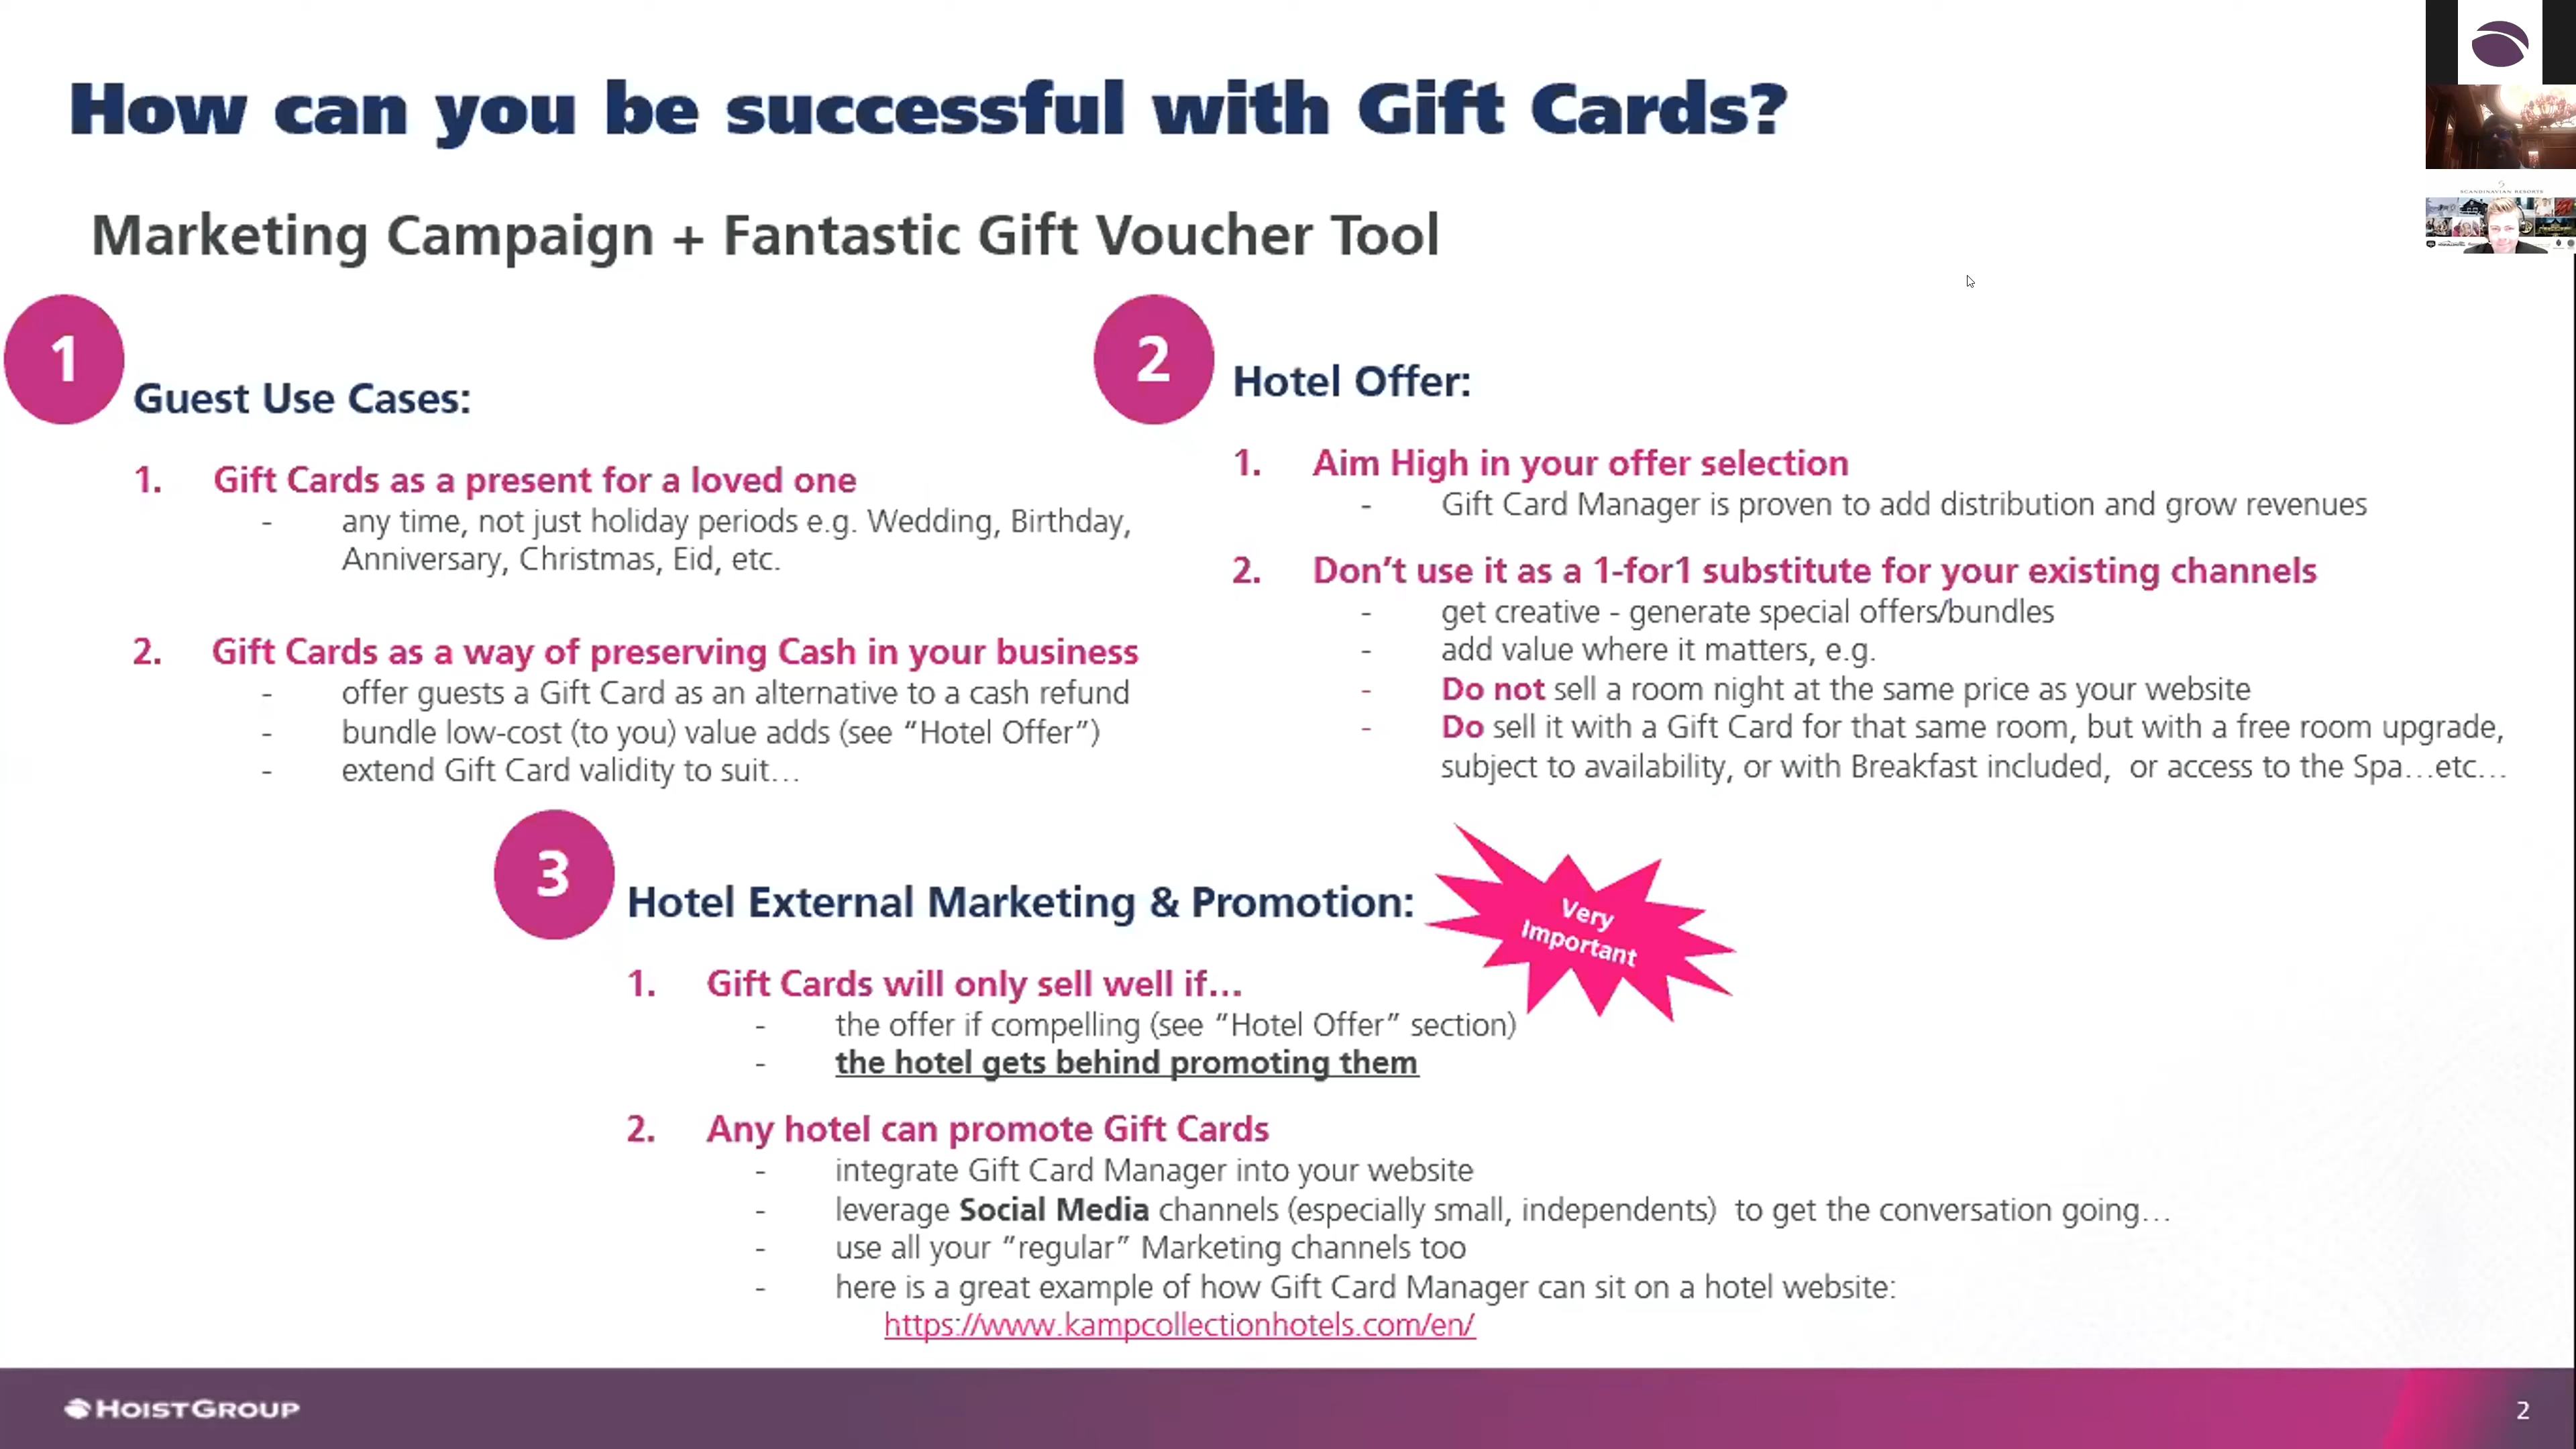 How can you be successful with Gift Cards?
Marketing Campaign + Fantastic Gift Voucher Tool
1
Guest Use Cases:
1. Gift Cards as a present for a loved one
- any time, not just holiday periods e.g. Wedding, Birthday,
Anniversary, Christmas, Eid, etc.
2. Gift Cards as a way of preserving Cash in your business
- offer guests a Gift Card as an alternative to a cash refund
- bundle low-cost (to you) value adds (see “Hotel Offer”)
- extend Gift Card validity to suit…
2
Hotel Offer:
1. Aim High in your offer selection
- Gift Card Manager is proven to add distribution and grow revenues
2. Don’t use it as a 1-for1 substitute for your existing channels
- get creative - generate special offers/bundles
- add value where it matters, e.g.
- Do not sell a room night at the same price as your website
- Do sell it with a Gift Card for that same room, but with a free room upgrade,
subject to availability, or with Breakfast included, or access to the Spa…etc…
3
Hotel External Marketing & Promotion:
Very
Important
1. Gift Cards will only sell well if…
- the offer if compelling (see “Hotel Offer” section)
- the hotel gets behind promoting them
2. Any hotel can promote Gift Cards
- integrate Gift Card Manager into your website
- leverage Social Media channels (especially small, independents) to get the conversation going…
- use all your “regular” Marketing channels too
- here is a great example of how Gift Card Manager can sit on a hotel website:
https://www.kampcollectionhotels.com/en/
HOISTGROUP
2
SCANDINAVIAN RESORTS